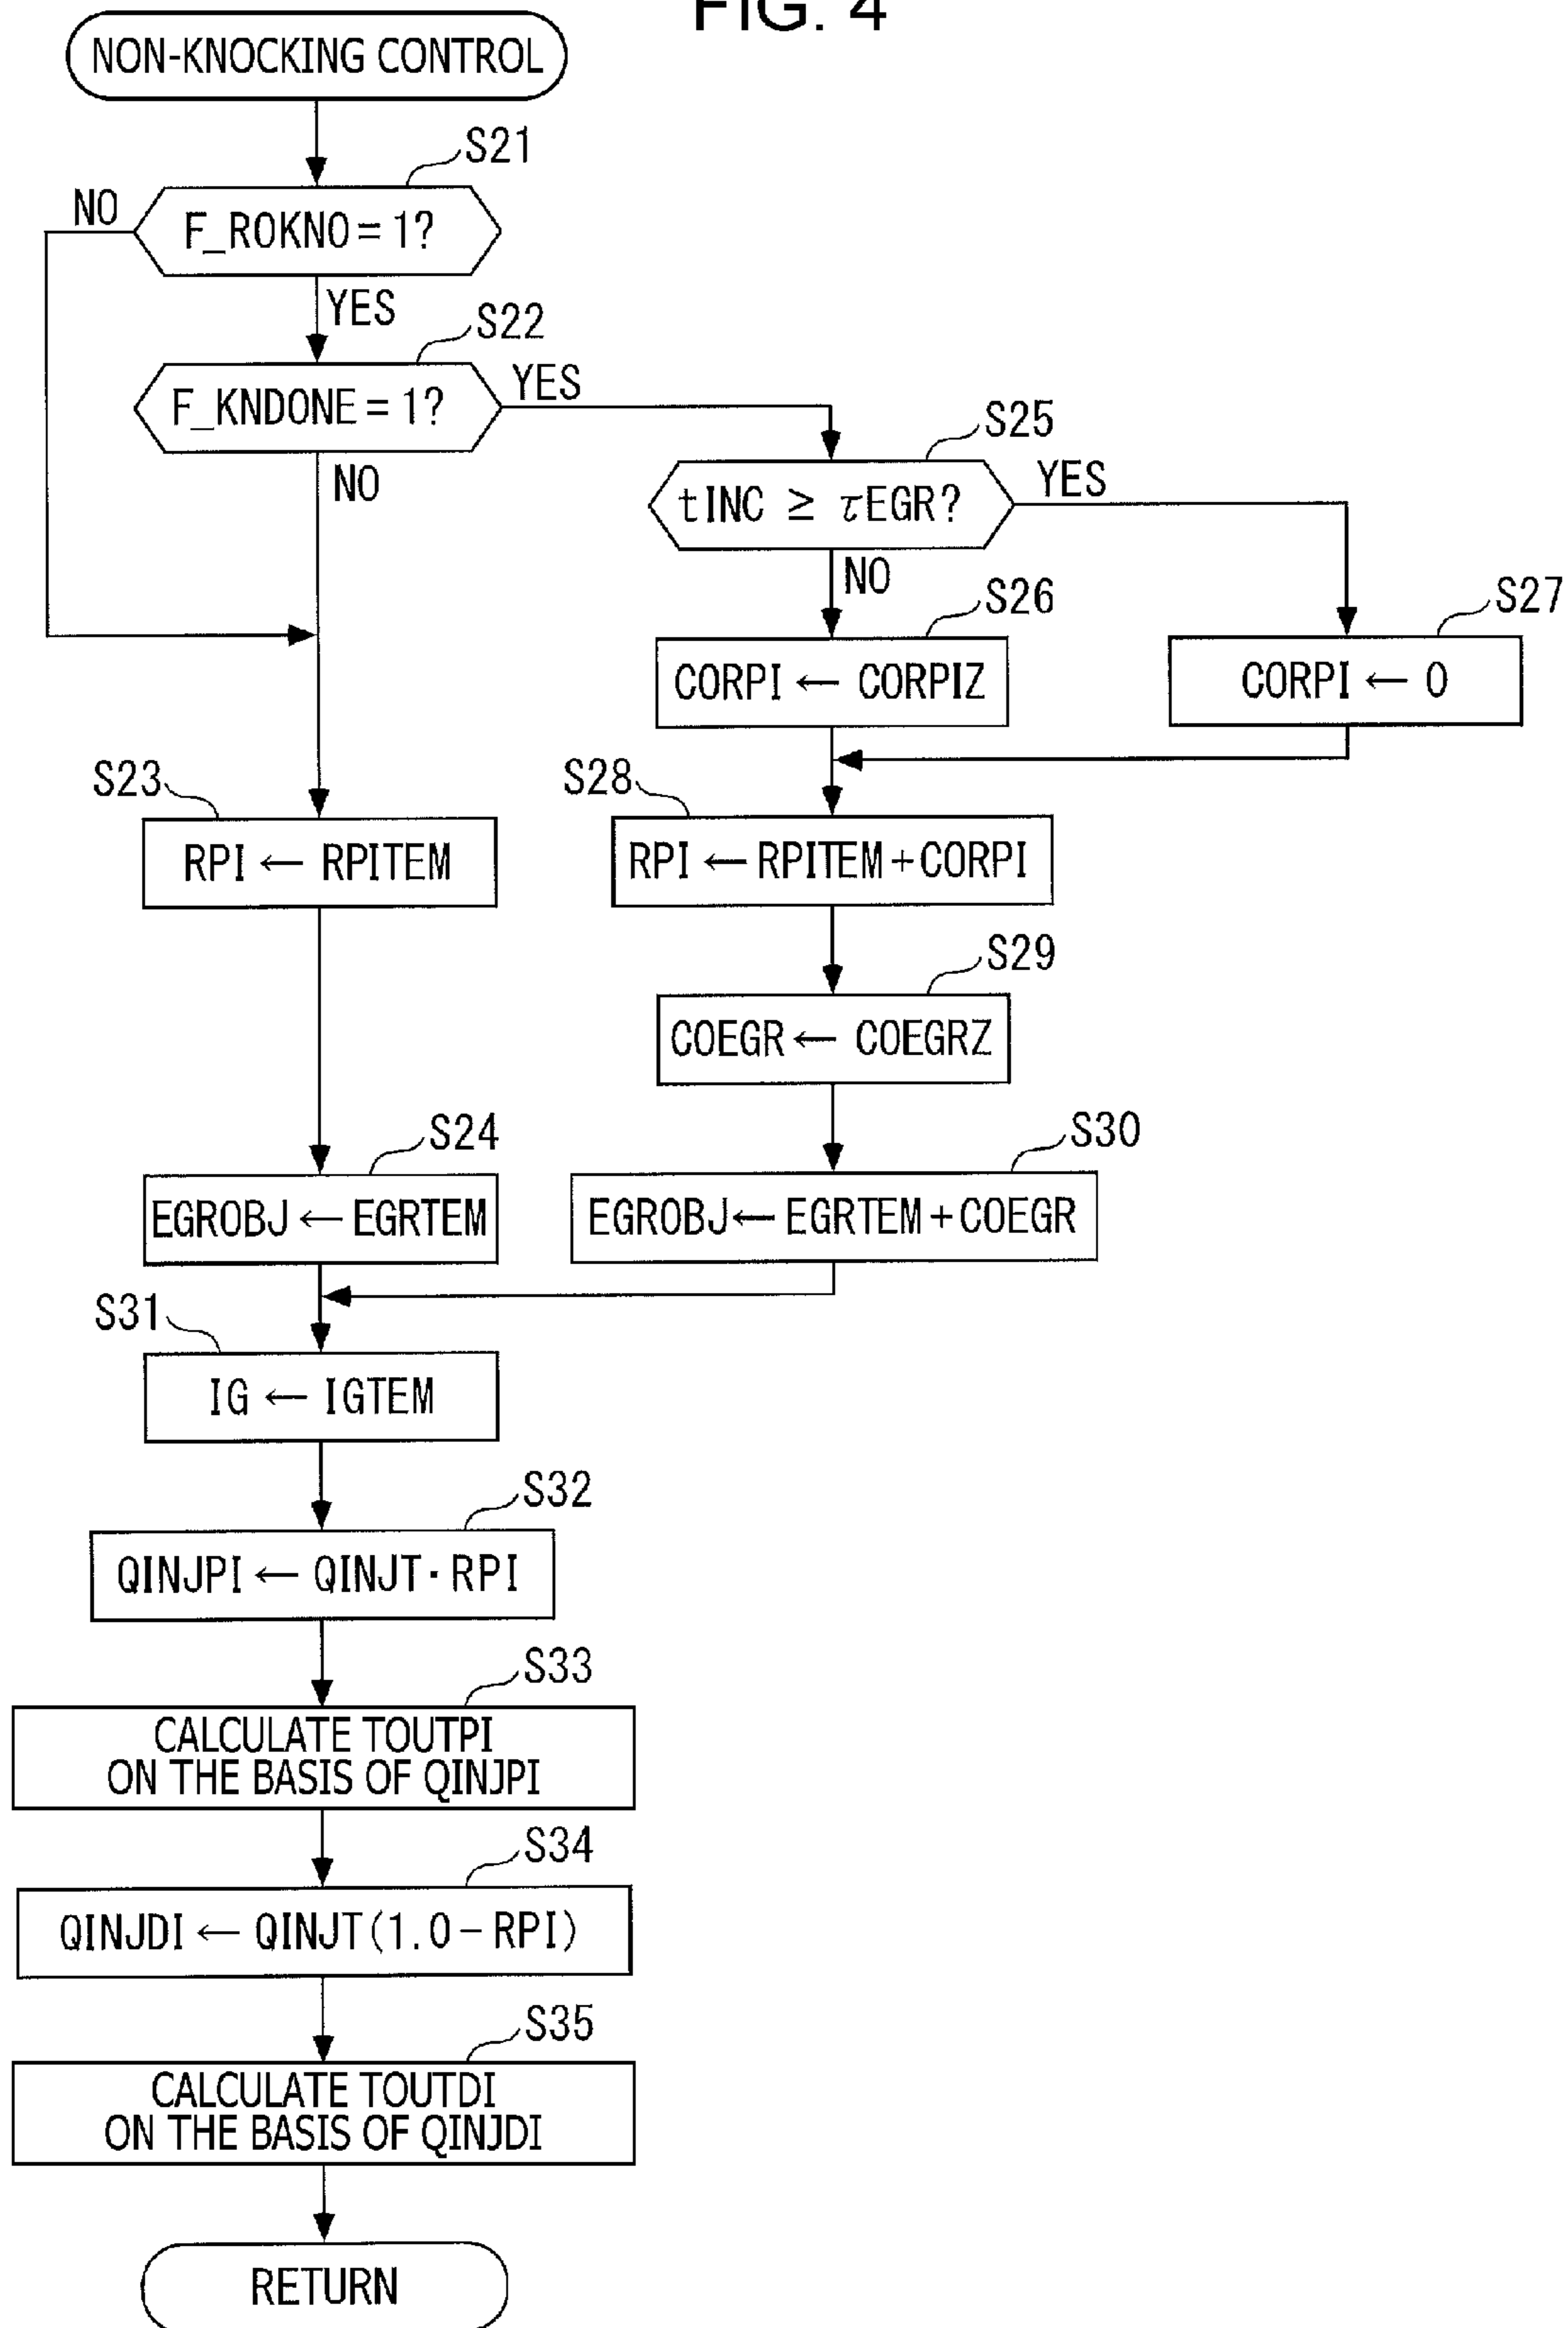 FIG. 4
NON-KNOCKING CONTROL
S21
F_ROKNO = 1?
NO
YES
S22
F_KNDONE = 1?
YES
NO
S25
tINC ≥ τEGR?
YES
NO
S26
CORPI ← CORPIZ
S27
CORPI ← 0
S23
RPI ← RPITEM
S28
RPI ← RPITEM + CORPI
S29
COEGR ← COEGRZ
S24
EGROBJ ← EGRTEM
S30
EGROBJ ← EGRTEM + COEGR
S31
IG ← IGTEM
S32
QINJPI ← QINJT · RPI
S33
CALCULATE TOUTPI
ON THE BASIS OF QINJPI
S34
QINJDI ← QINJT (1.0 – RPI)
S35
CALCULATE TOUTDI
ON THE BASIS OF QINJDI
RETURN